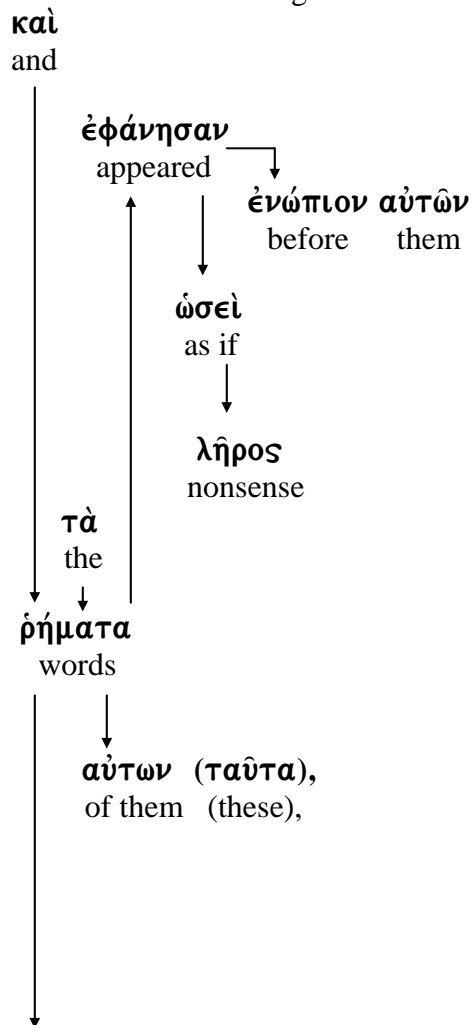 καὶ
and
ἐφάνησαν
appeared
ἐνώπιον αὐτῶν
before them
ὡσεὶ
as if
λῆρος
nonsense
τὰ
the
ῥήματα
words
αὐτων (ταῦτα),
of them (these),